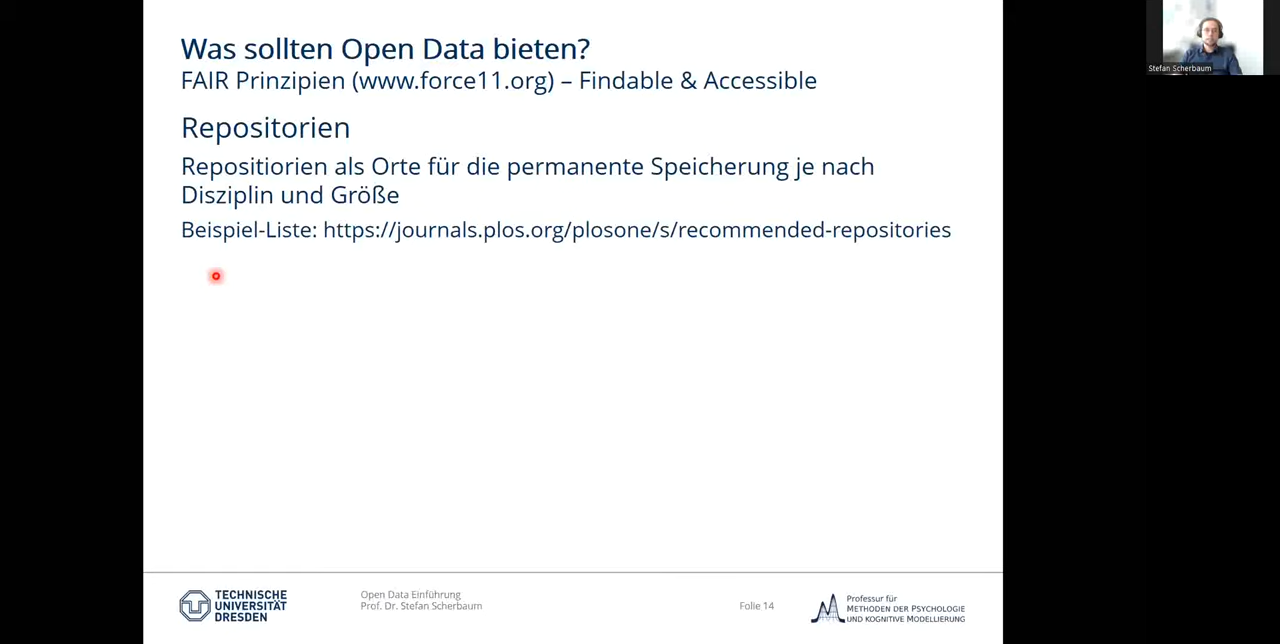 Was sollten Open Data bieten?
FAIR Prinzipien (www.force11.org) – Findable & Accessible
Repositorien
Repositiorien als Orte für die permanente Speicherung je nach
Disziplin und Größe
Beispiel-Liste: https://journals.plos.org/plosone/s/recommended-repositories
Stefan Scherbaum
TECHNISCHE
UNIVERSITÄT
DRESDEN
Open Data Einführung
Prof. Dr. Stefan Scherbaum
Folie 14
Professur für
METHODEN DER PSYCHOLOGIE
UND KOGNITIVE MODELLIERUNG